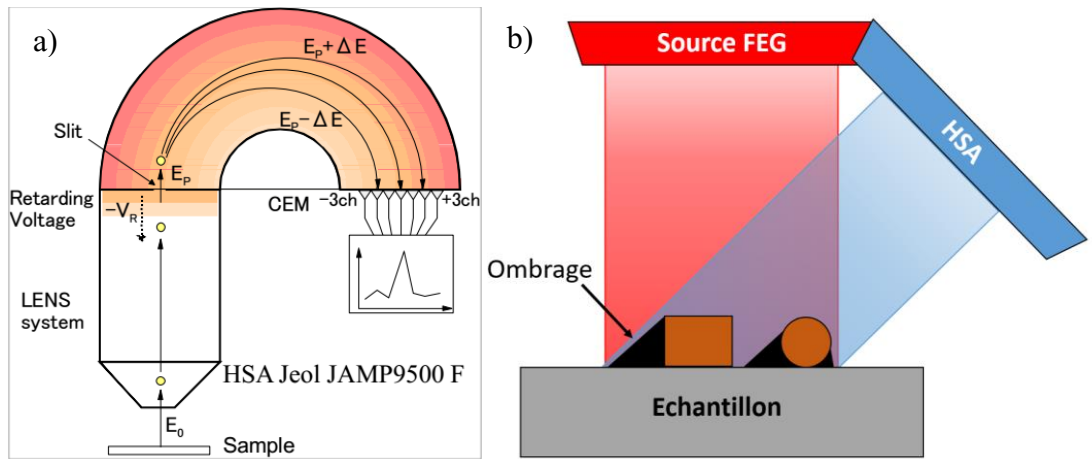 a)
E_P+ΔE
E_P−ΔE
Slit
E_P
Retarding
Voltage
−V_R
CEM
−3ch
+3ch
LENS
system
HSA Jeol JAMP9500 F
E_0
Sample
b)
Source FEG
HSA
Ombrage
Echantillon